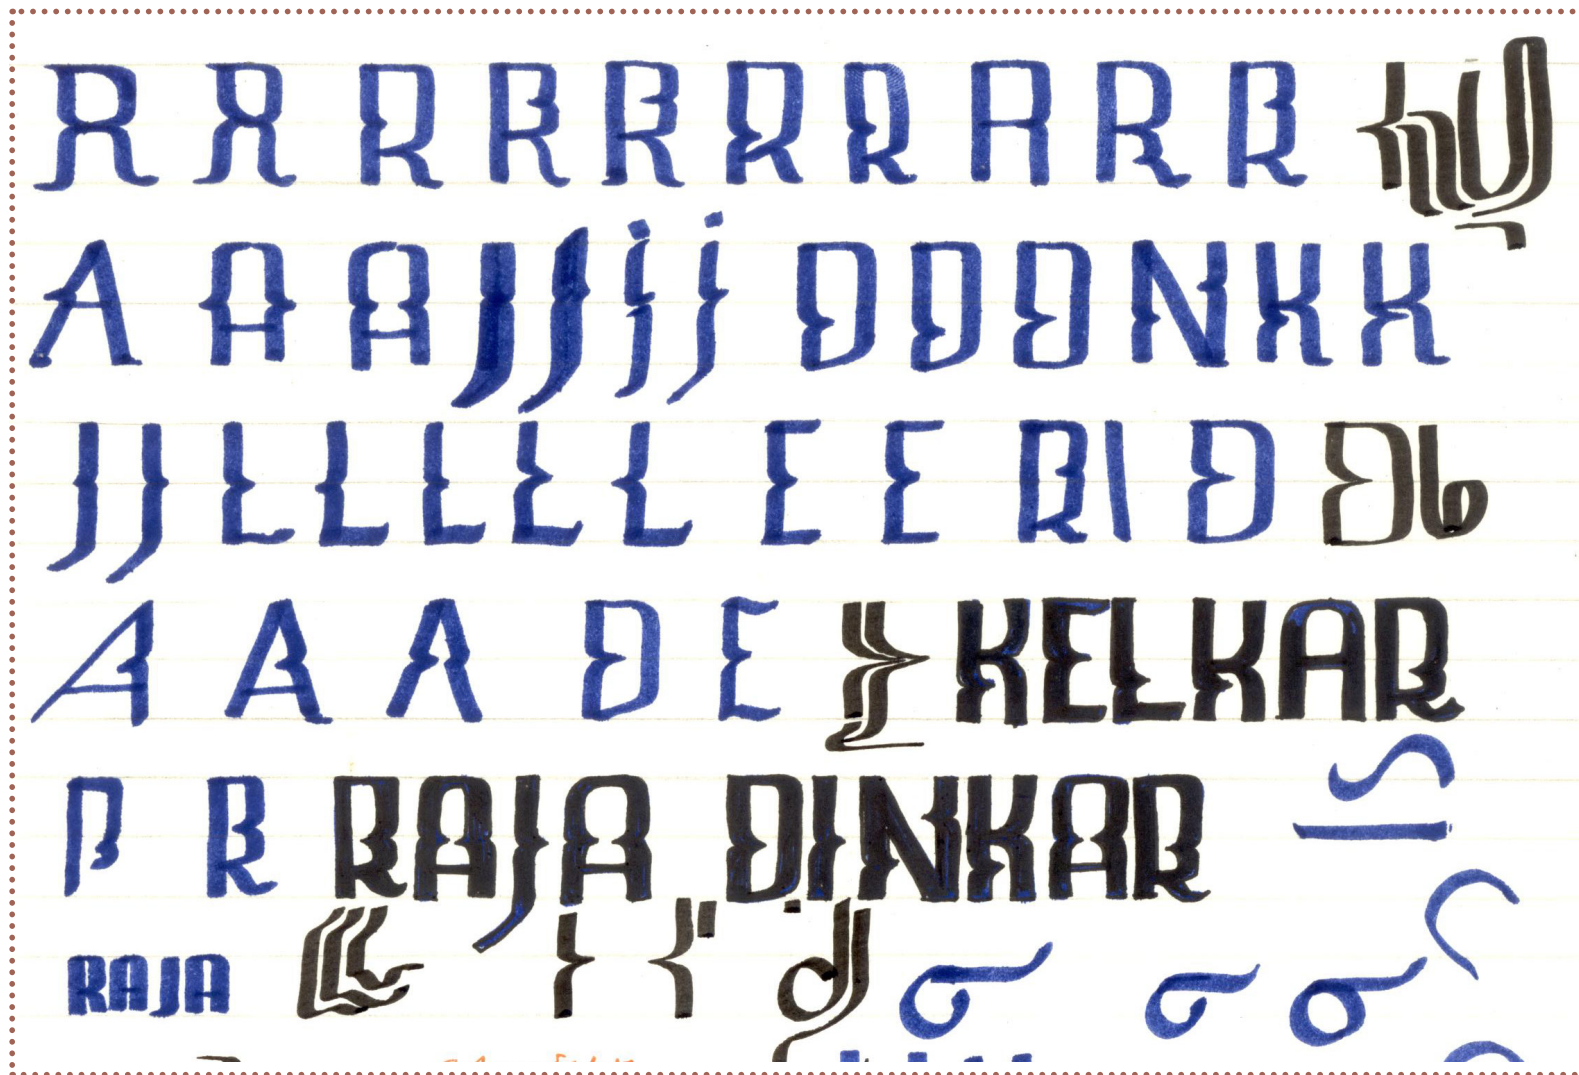 R R R R R R R A R R
A A A J J j j D D D N K K
J J L L L L L E E R I D D b
A A A D E KELKAR
R R RAJA DINKAR
RAJA